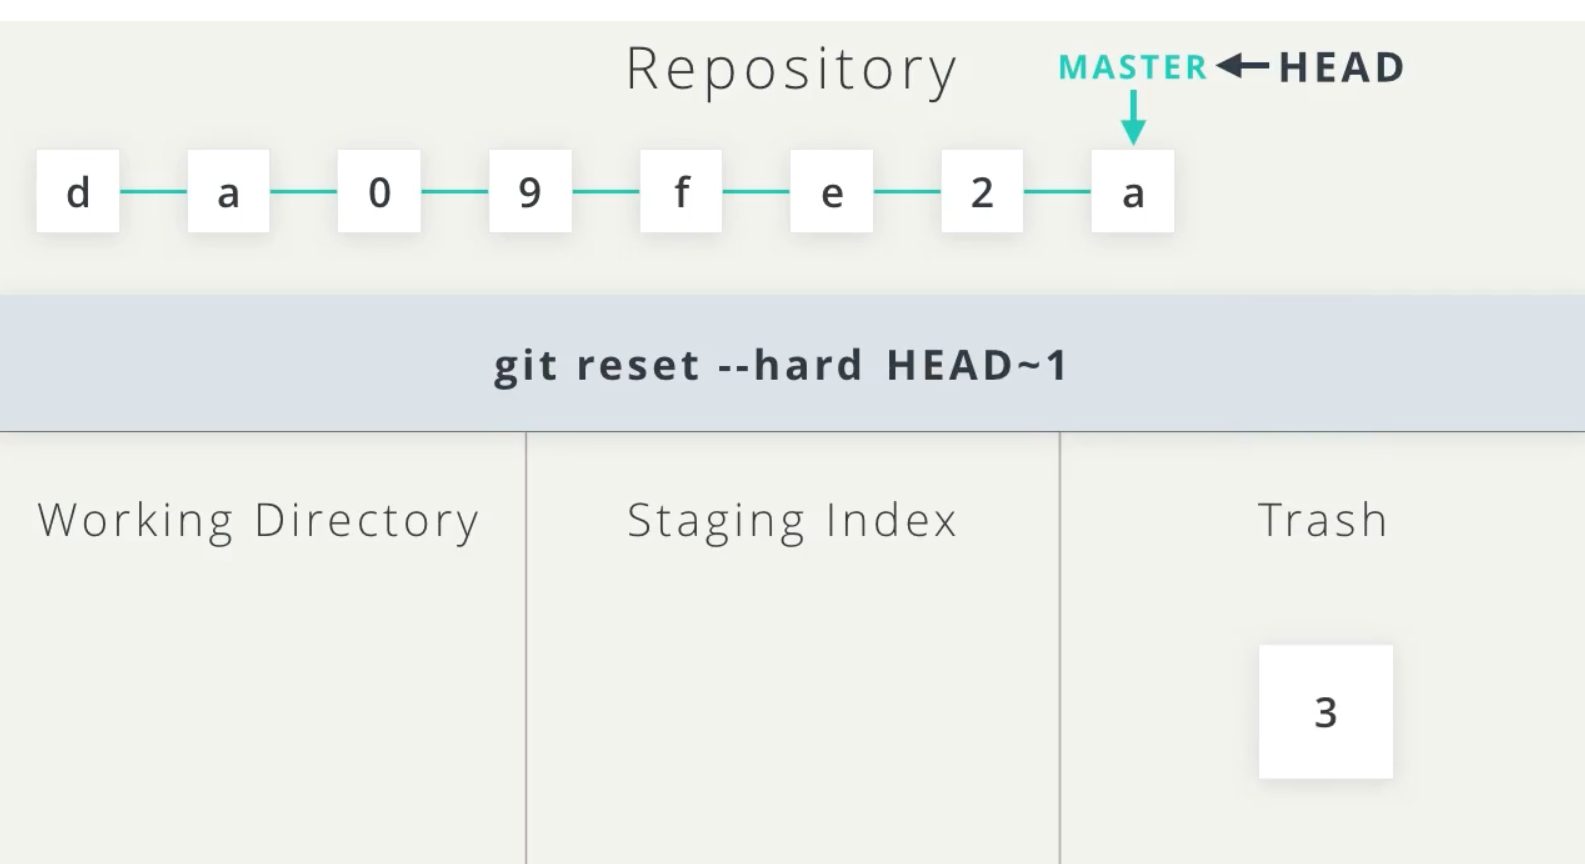 Repository
MASTER HEAD
d a 0 9 f e 2 a
git reset --hard HEAD~1
Working Directory
Staging Index
Trash
3